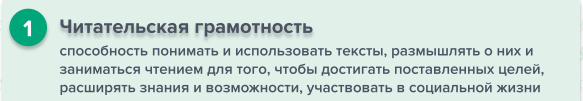 1 Читательская грамотность
способность понимать и использовать тексты, размышлять о них и
заниматься чтением для того, чтобы достигать поставленных целей,
расширять знания и возможности, участвовать в социальной жизни